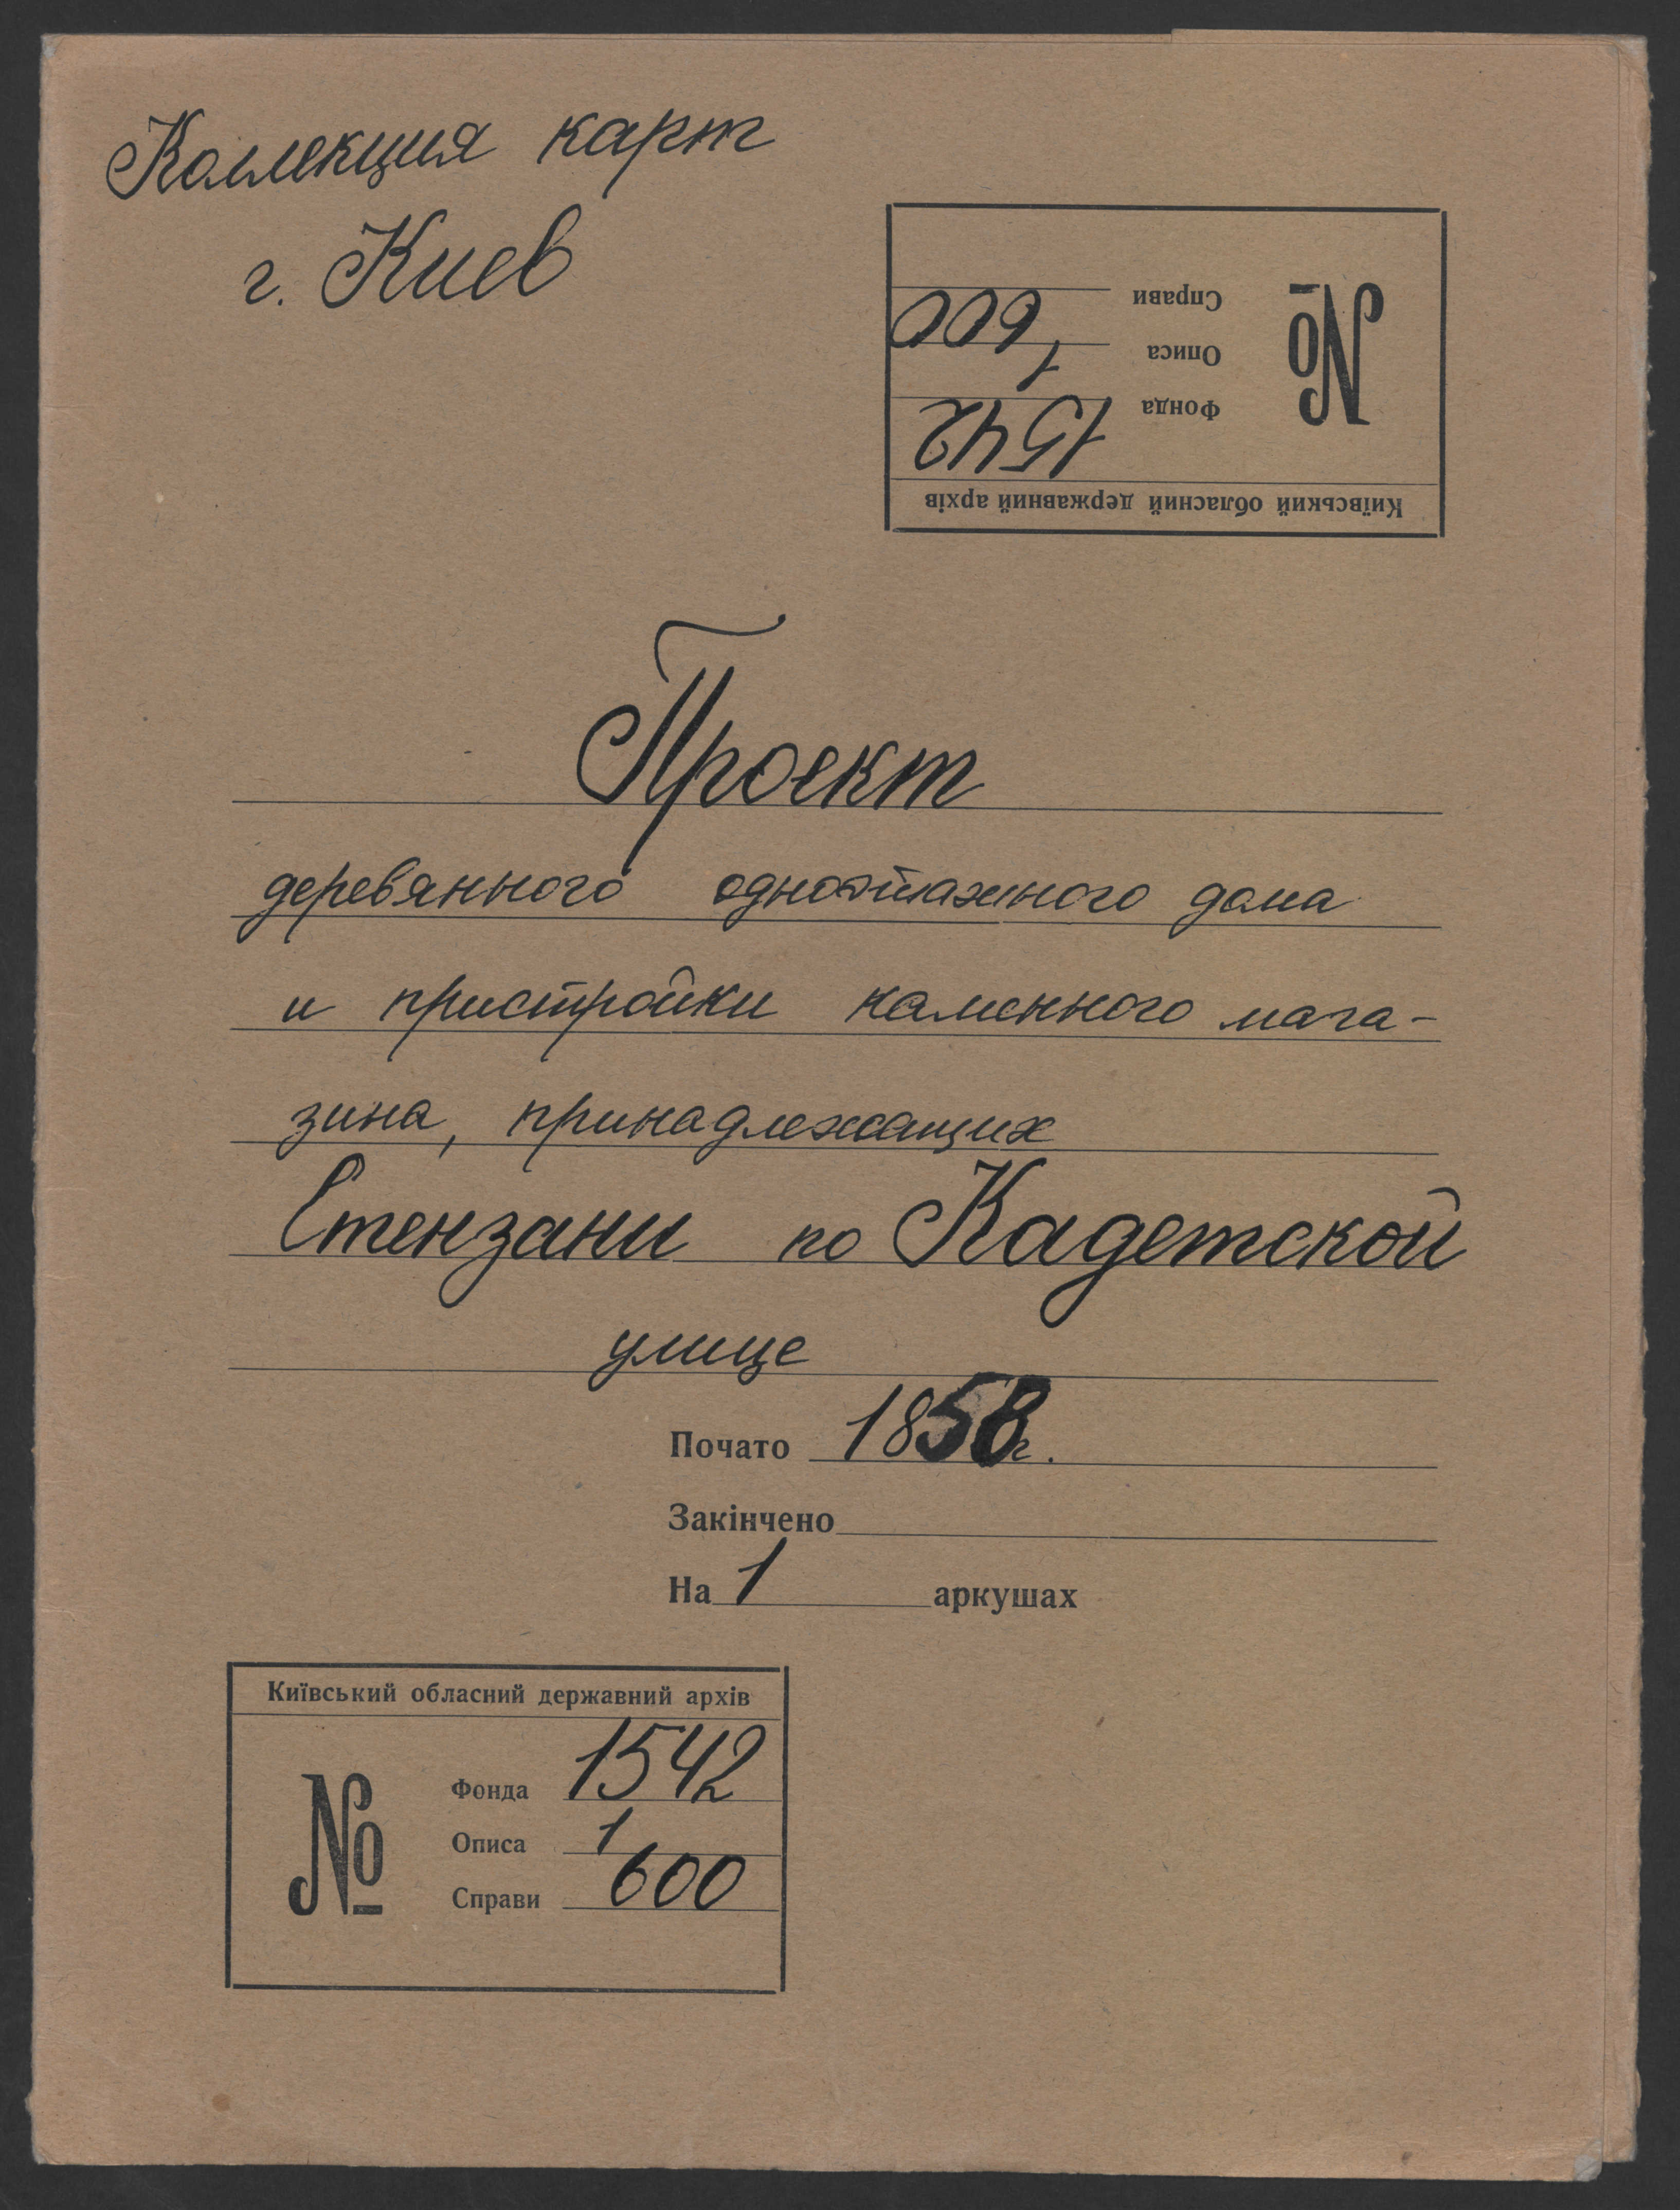 Коллекция карт
г. Киев
Київський обласний державний архів
№
Фонда 1542
Описа 1
Справи 600
Проект
деревянного одноэтажного дома
и пристройки каменного мага-
зина, принадлежащих
Стензани по Кадетской
улице
Почато 1858 г.
Закінчено
На 1 аркушах
Київський обласний державний архів
№
Фонда 1542
Описа 1
Справи 600